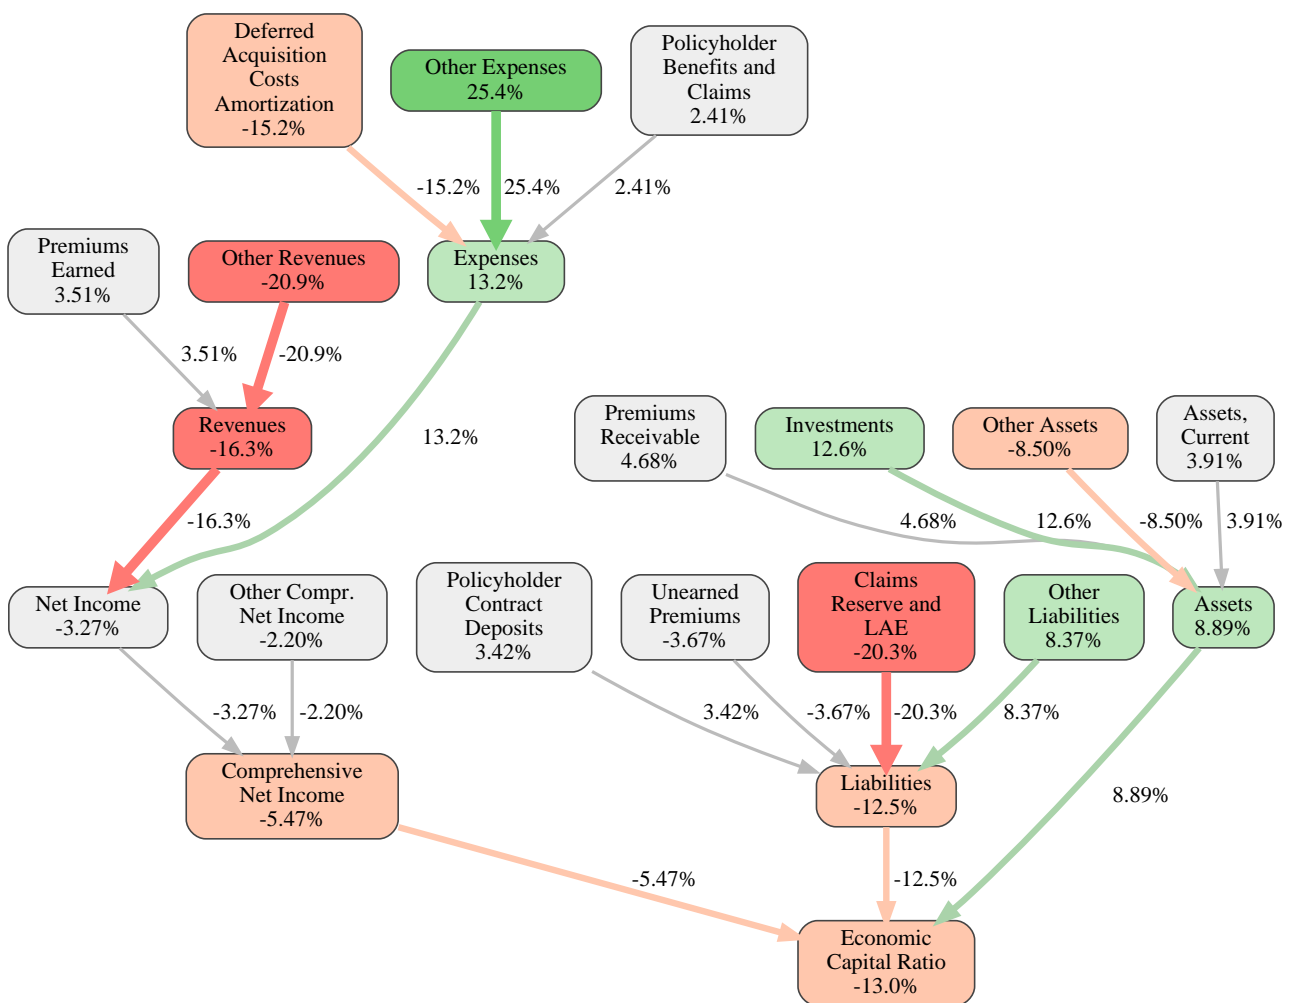 Deferred
Acquisition
Costs
Amortization
-15.2%
Other Expenses
25.4%
Policyholder
Benefits and
Claims
2.41%
-15.2%
25.4%
2.41%
Premiums
Earned
3.51%
Other Revenues
-20.9%
Expenses
13.2%
3.51%
-20.9%
Revenues
-16.3%
13.2%
Premiums
Receivable
4.68%
Investments
12.6%
Other Assets
-8.50%
Assets,
Current
3.91%
-16.3%
4.68%
12.6%
-8.50%
3.91%
Net Income
-3.27%
Other Compr.
Net Income
-2.20%
Policyholder
Contract
Deposits
3.42%
Unearned
Premiums
-3.67%
Claims
Reserve and
LAE
-20.3%
Other
Liabilities
8.37%
Assets
8.89%
-3.27%
-2.20%
3.42%
-3.67%
-20.3%
8.37%
Comprehensive
Net Income
-5.47%
Liabilities
-12.5%
8.89%
-5.47%
-12.5%
Economic
Capital Ratio
-13.0%